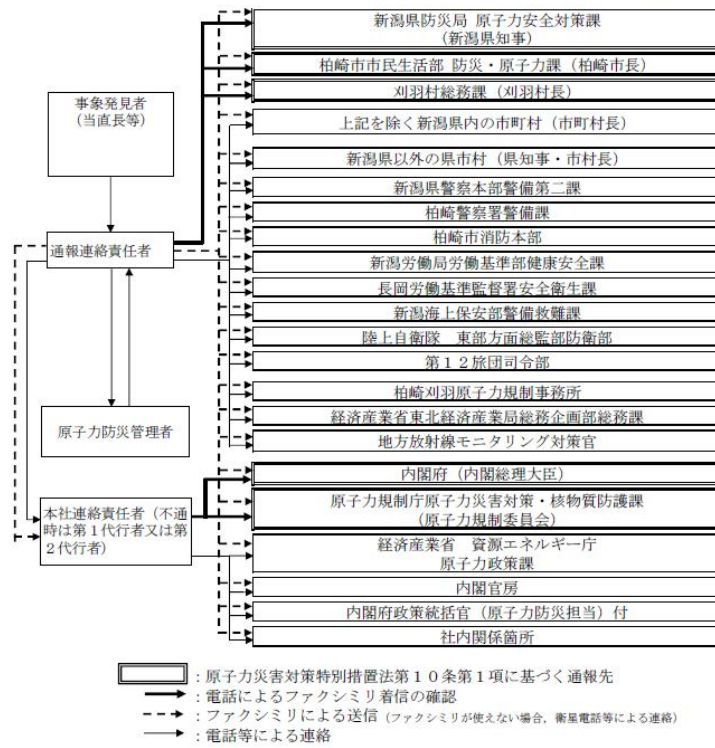 新潟県防災局 原子力安全対策課
（新潟県知事）
柏崎市市民生活部 防災・原子力課（柏崎市長）
刈羽村総務課（刈羽村長）
上記を除く新潟県内の市町村（市町村長）
新潟県以外の県市村（県知事・市村長）
新潟県警察本部警備第二課
柏崎警察署警備課
柏崎市消防本部
新潟労働局労働基準部健康安全課
長岡労働基準監督署安全衛生課
新潟海上保安部警備救難課
陸上自衛隊　東部方面総監部防衛部
第１２旅団司令部
柏崎刈羽原子力規制事務所
経済産業省東北経済産業局総務企画部総務課
地方放射線モニタリング対策官
内閣府（内閣総理大臣）
原子力規制庁原子力災害対策・核物質防護課
（原子力規制委員会）
経済産業省　資源エネルギー庁
原子力政策課
内閣官房
内閣府政策統括官（原子力防災担当）付
社内関係箇所
事象発見者
（当直長等）
通報連絡責任者
原子力防災管理者
本社連絡責任者（不通
時は第１代行者又は第
２代行者）
：原子力災害対策特別措置法第１０条第１項に基づく通報先
：電話によるファクシミリ着信の確認
：ファクシミリによる送信（ファクシミリが使えない場合，衛星電話等による連絡）
：電話等による連絡